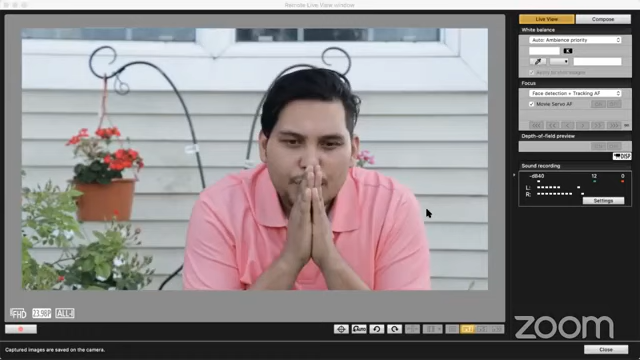 Remote Live View window
Live View
Compose
White balance
Auto: Ambience priority
K
Focus
Face detection + Tracking AF
Movie Servo AF
Depth-of-field preview
DISP
Sound recording
-dB40
12
0
L:
R:
Settings
FHD
23.98P
ALL-I
Auto
zoom
Captured images are saved on the camera.
Close